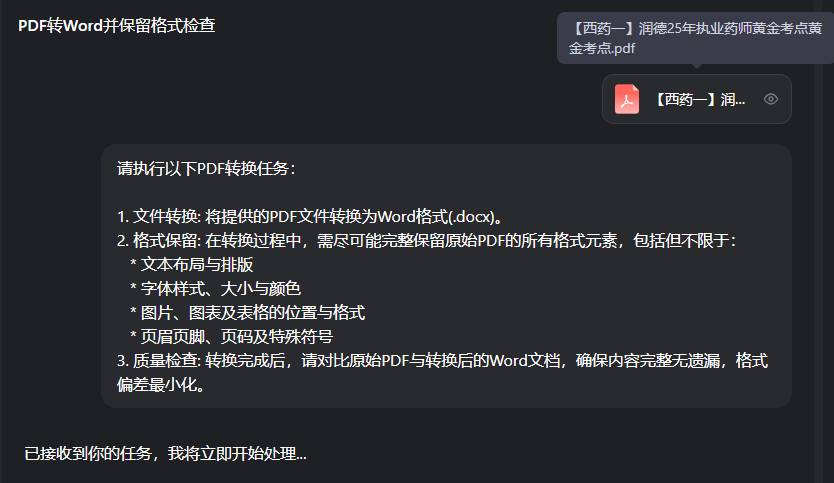 PDF转Word并保留格式检查
【西药一】润德25年执业药师黄金考点黄
金考点.pdf
【西药一】润...
请执行以下PDF转换任务：
1. 文件转换: 将提供的PDF文件转换为Word格式(.docx)。
2. 格式保留: 在转换过程中，需尽可能完整保留原始PDF的所有格式元素，包括但不限于：
* 文本布局与排版
* 字体样式、大小与颜色
* 图片、图表及表格的位置与格式
* 页眉页脚、页码及特殊符号
3. 质量检查: 转换完成后，请对比原始PDF与转换后的Word文档，确保内容完整无遗漏，格式
偏差最小化。
已接收到你的任务，我将立即开始处理...